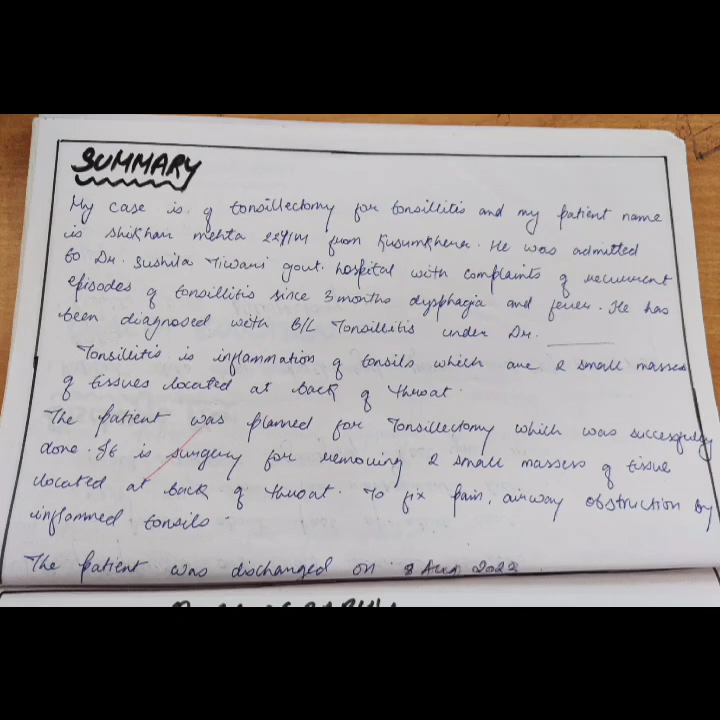 SUMMARY
My case is of tonsillectomy for tonsillitis and my patient name
is Shikhar Mehta 22Y/M from Kusumkhera. He was admitted
to Dr. Sushila Tiwari govt. hospital with complaints of recurrent
episodes of tonsillitis since 3 months dysphagia and fever. He has
been diagnosed with B/L Tonsillitis under Dr.
Tonsillitis is inflammation of tonsils which are 2 small masses
of tissues located at back of throat.
The patient was planned for Tonsillectomy which was successfully
done. It is surgery for removing 2 small masses of tissue
located at back of throat. To fix pain, airway obstruction by
inflammed tonsils
The patient was discharged on 8 Aug 2022